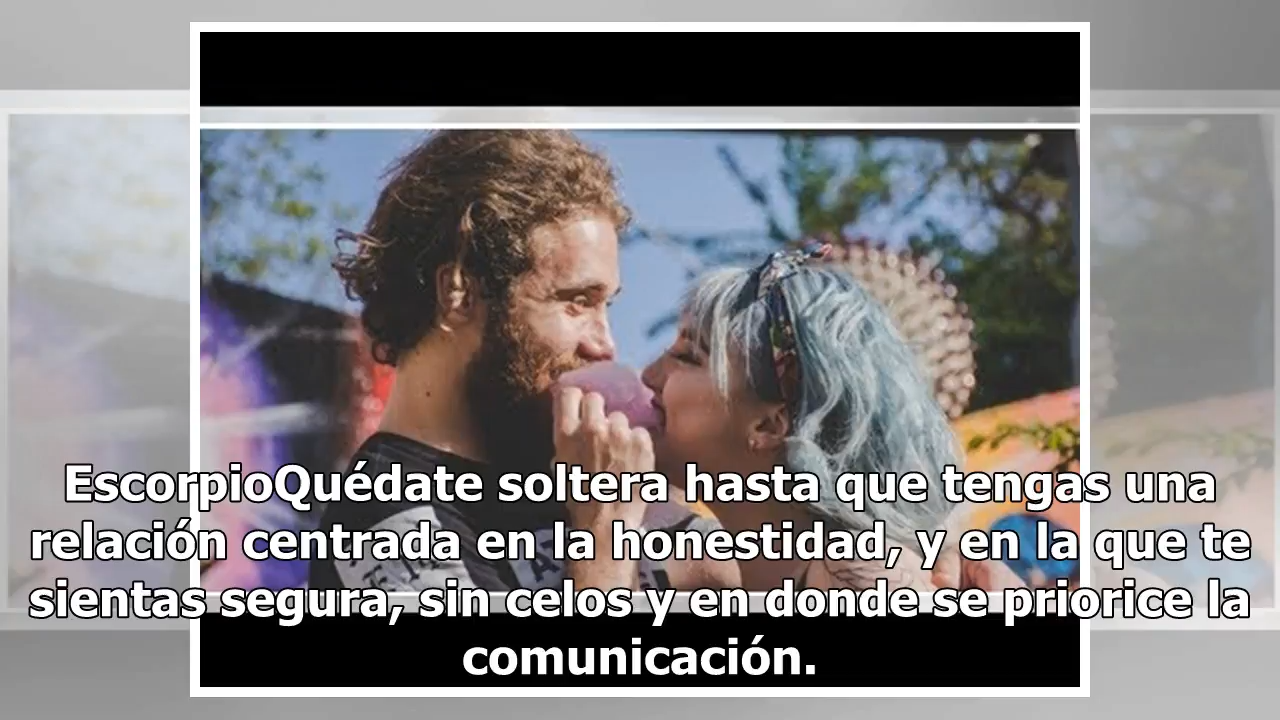 EscorpioQuédate soltera hasta que tengas una
relación centrada en la honestidad, y en la que te
sientas segura, sin celos y en donde se priorice la
comunicación.